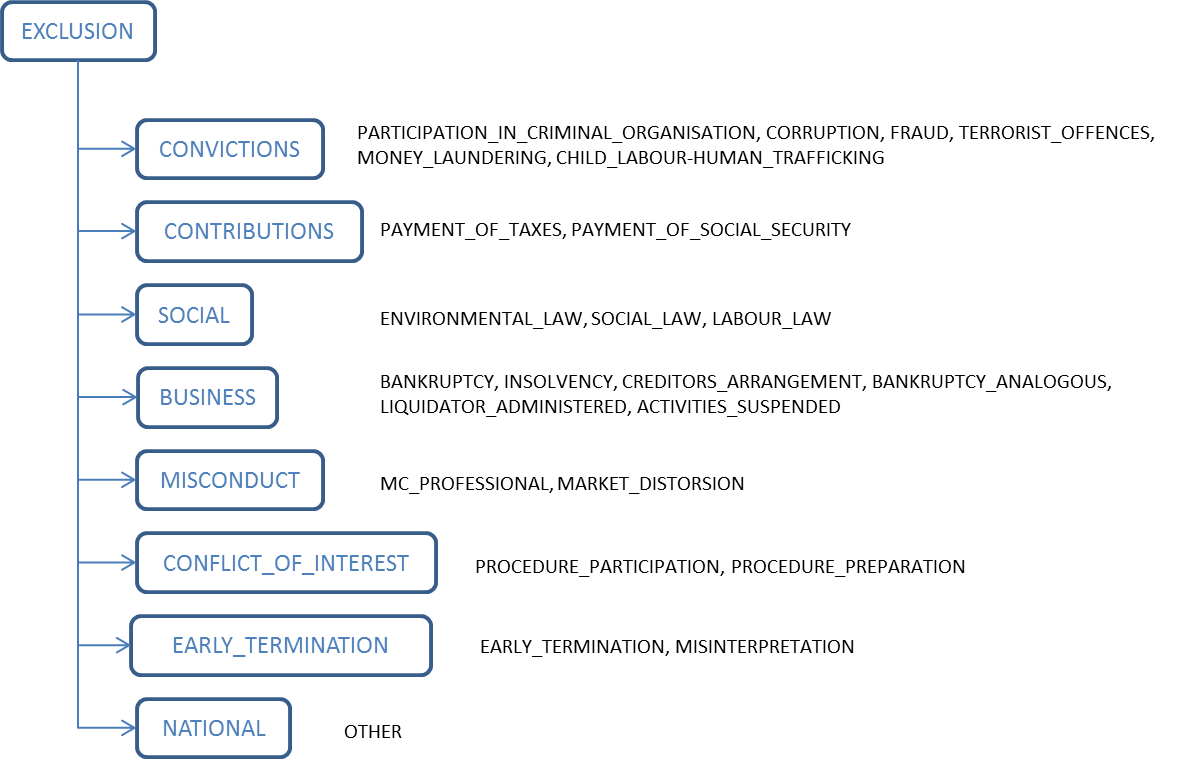 EXCLUSION
CONVICTIONS
PARTICIPATION_IN_CRIMINAL_ORGANISATION, CORRUPTION, FRAUD, TERRORIST_OFFENCES,
MONEY_LAUNDERING, CHILD_LABOUR-HUMAN_TRAFFICKING
CONTRIBUTIONS
PAYMENT_OF_TAXES, PAYMENT_OF_SOCIAL_SECURITY
SOCIAL
ENVIRONMENTAL_LAW, SOCIAL_LAW, LABOUR_LAW
BUSINESS
BANKRUPTCY, INSOLVENCY, CREDITORS_ARRANGEMENT, BANKRUPTCY_ANALOGOUS,
LIQUIDATOR_ADMINISTERED, ACTIVITIES_SUSPENDED
MISCONDUCT
MC_PROFESSIONAL, MARKET_DISTORSION
CONFLICT_OF_INTEREST
PROCEDURE_PARTICIPATION, PROCEDURE_PREPARATION
EARLY_TERMINATION
EARLY_TERMINATION, MISINTERPRETATION
NATIONAL
OTHER